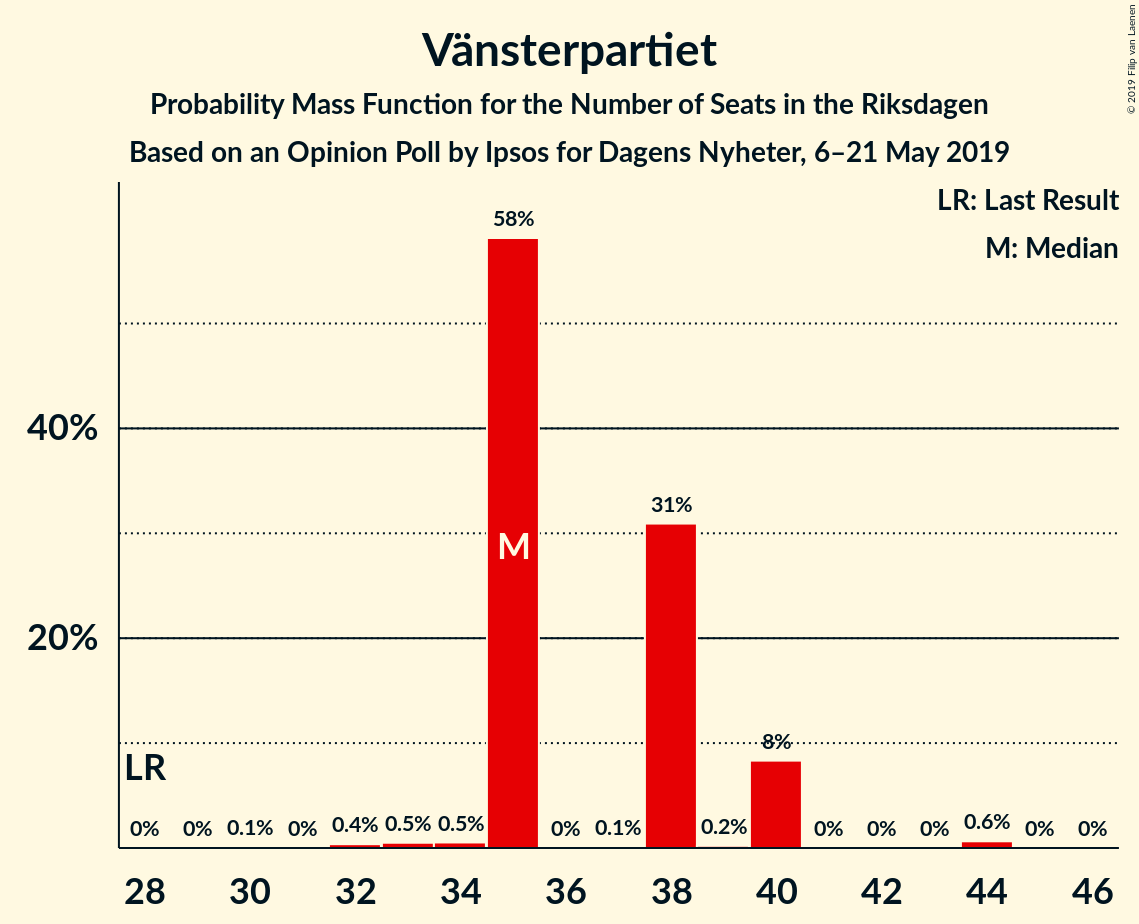 Vänsterpartiet
Probability Mass Function for the Number of Seats in the Riksdagen
Based on an Opinion Poll by Ipsos for Dagens Nyheter, 6–21 May 2019
© 2019 Filip van Laenen
LR: Last Result
M: Median
58%
40%
31%
M
20%
8%
LR
0% 0% 0.1% 0% 0.4% 0.5% 0.5% 0% 0.1% 0.2% 0% 0% 0% 0.6% 0% 0%
28 30 32 34 36 38 40 42 44 46